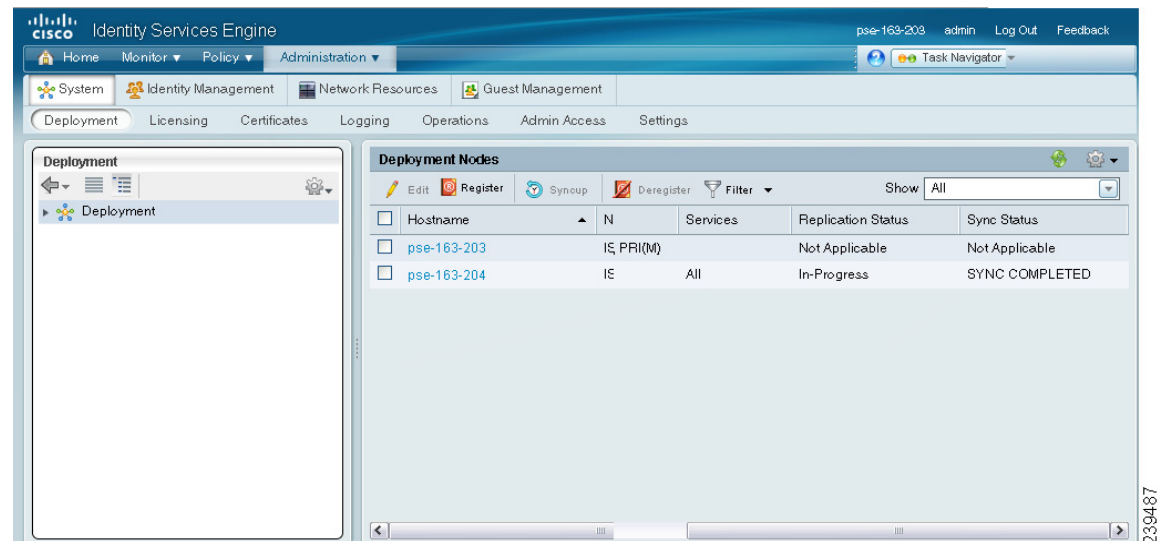 cisco Identity Services Engine pse-163-203 admin Log Out Feedback
Home Monitor Policy Administration Task Navigator
System Identity Management Network Resources Guest Management
Deployment Licensing Certificates Logging Operations Admin Access Settings
Deployment
Deployment
Deployment Nodes
Edit Register Syncup Deregister Filter Show All
Hostname N Services Replication Status Sync Status
pse-163-203 IS PRI(M) Not Applicable Not Applicable
pse-163-204 IS All In-Progress SYNC COMPLETED
239487